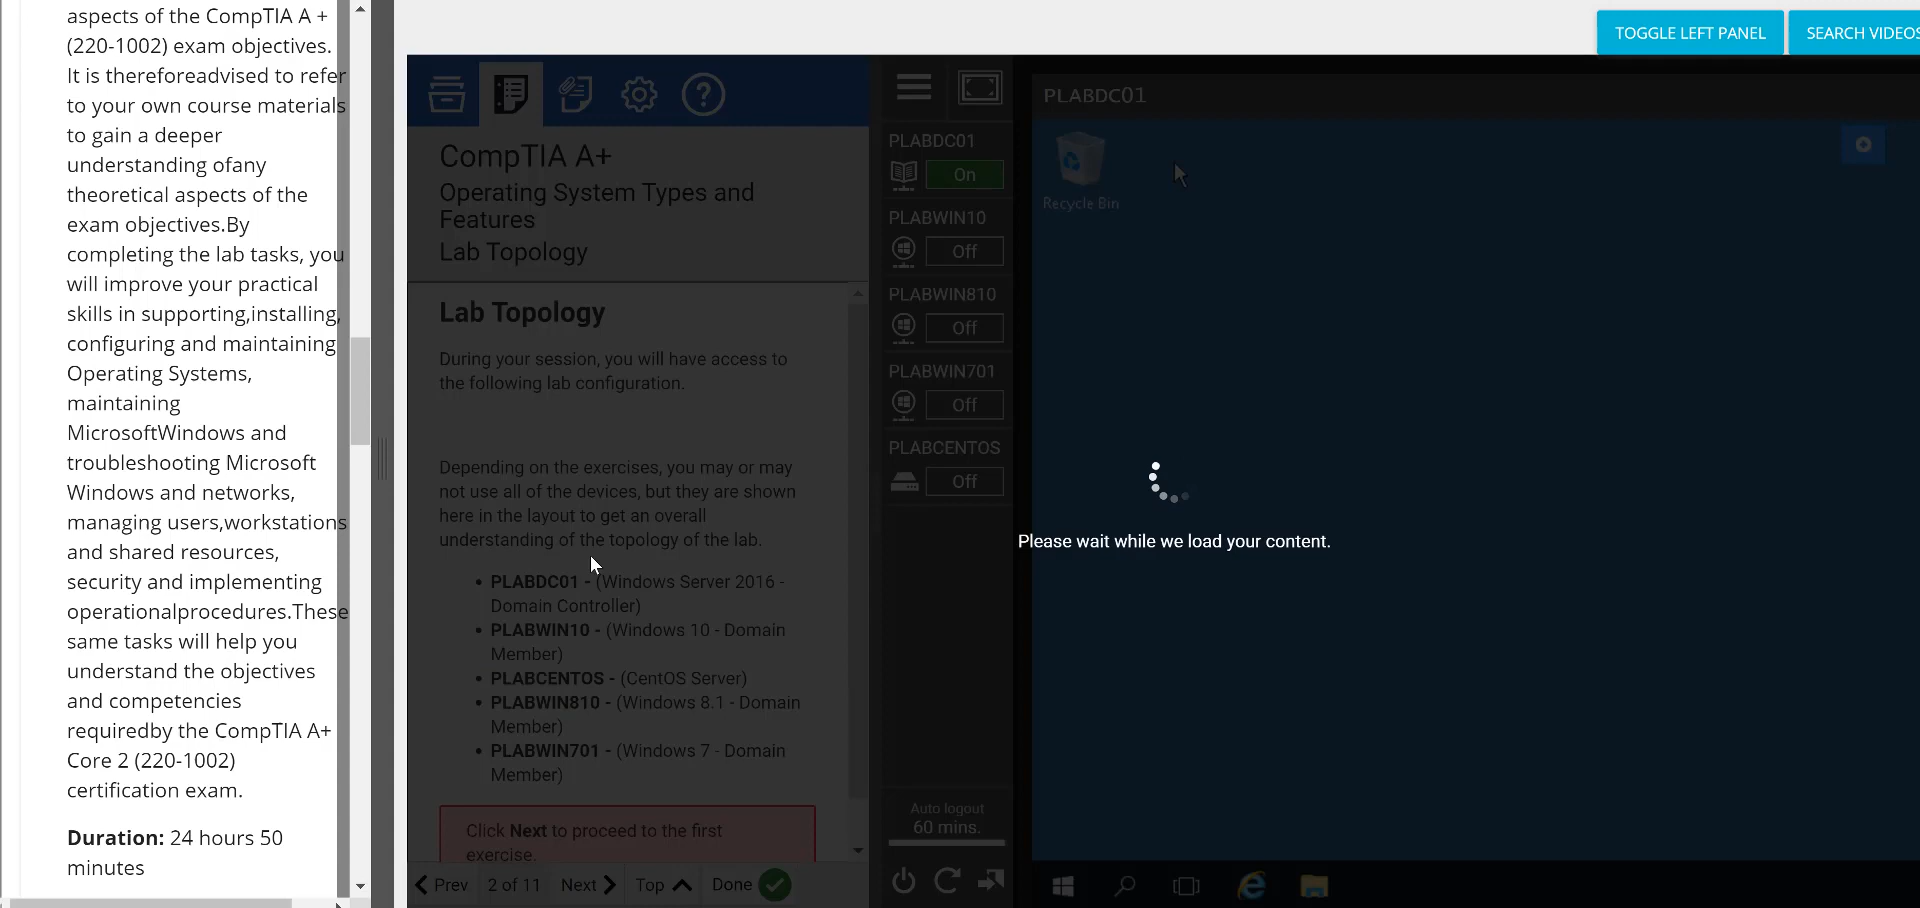 aspects of the CompTIA A +
(220-1002) exam objectives.
It is thereforeadvised to refer
to your own course materials
to gain a deeper
understanding ofany
theoretical aspects of the
exam objectives.By
completing the lab tasks, you
will improve your practical
skills in supporting,installing,
configuring and maintaining
Operating Systems,
maintaining
MicrosoftWindows and
troubleshooting Microsoft
Windows and networks,
managing users,workstations
and shared resources,
security and implementing
operationalprocedures.These
same tasks will help you
understand the objectives
and competencies
requiredby the CompTIA A+
Core 2 (220-1002)
certification exam.
Duration: 24 hours 50
minutes
TOGGLE LEFT PANEL
SEARCH VIDEOS
CompTIA A+
Operating System Types and
Features
Lab Topology
Lab Topology
During your session, you will have access to
the following lab configuration.
Depending on the exercises, you may or may
not use all of the devices, but they are shown
here in the layout to get an overall
understanding of the topology of the lab.
• PLABDC01 - (Windows Server 2016 -
Domain Controller)
• PLABWIN10 - (Windows 10 - Domain
Member)
• PLABCENTOS - (CentOS Server)
• PLABWIN810 - (Windows 8.1 - Domain
Member)
• PLABWIN701 - (Windows 7 - Domain
Member)
Click Next to proceed to the first
exercise.
Prev
2 of 11
Next
Top
Done
PLABDC01
On
PLABWIN10
Off
PLABWIN810
Off
PLABWIN701
Off
PLABCENTOS
Off
Auto logout
60 mins.
PLABDC01
Recycle Bin
Please wait while we load your content.